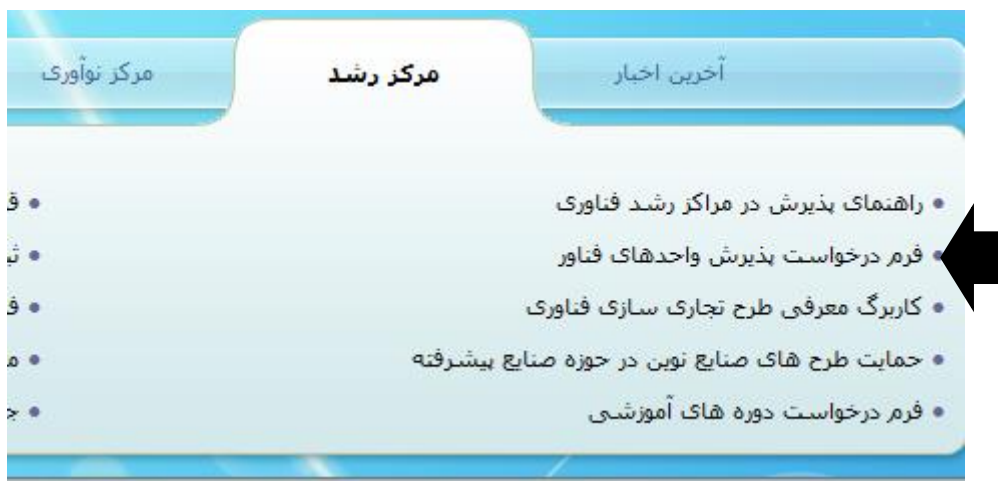 آخرین اخبار
مرکز رشد
مرکز نوآوری
راهنمای پذیرش در مراکز رشد فناوری
فرم درخواست پذیرش واحدهای فناور
کاربرگ معرفی طرح تجاری سازی فناوری
حمایت طرح های صنایع نوین در حوزه صنایع پیشرفته
فرم درخواست دوره های آموزشی